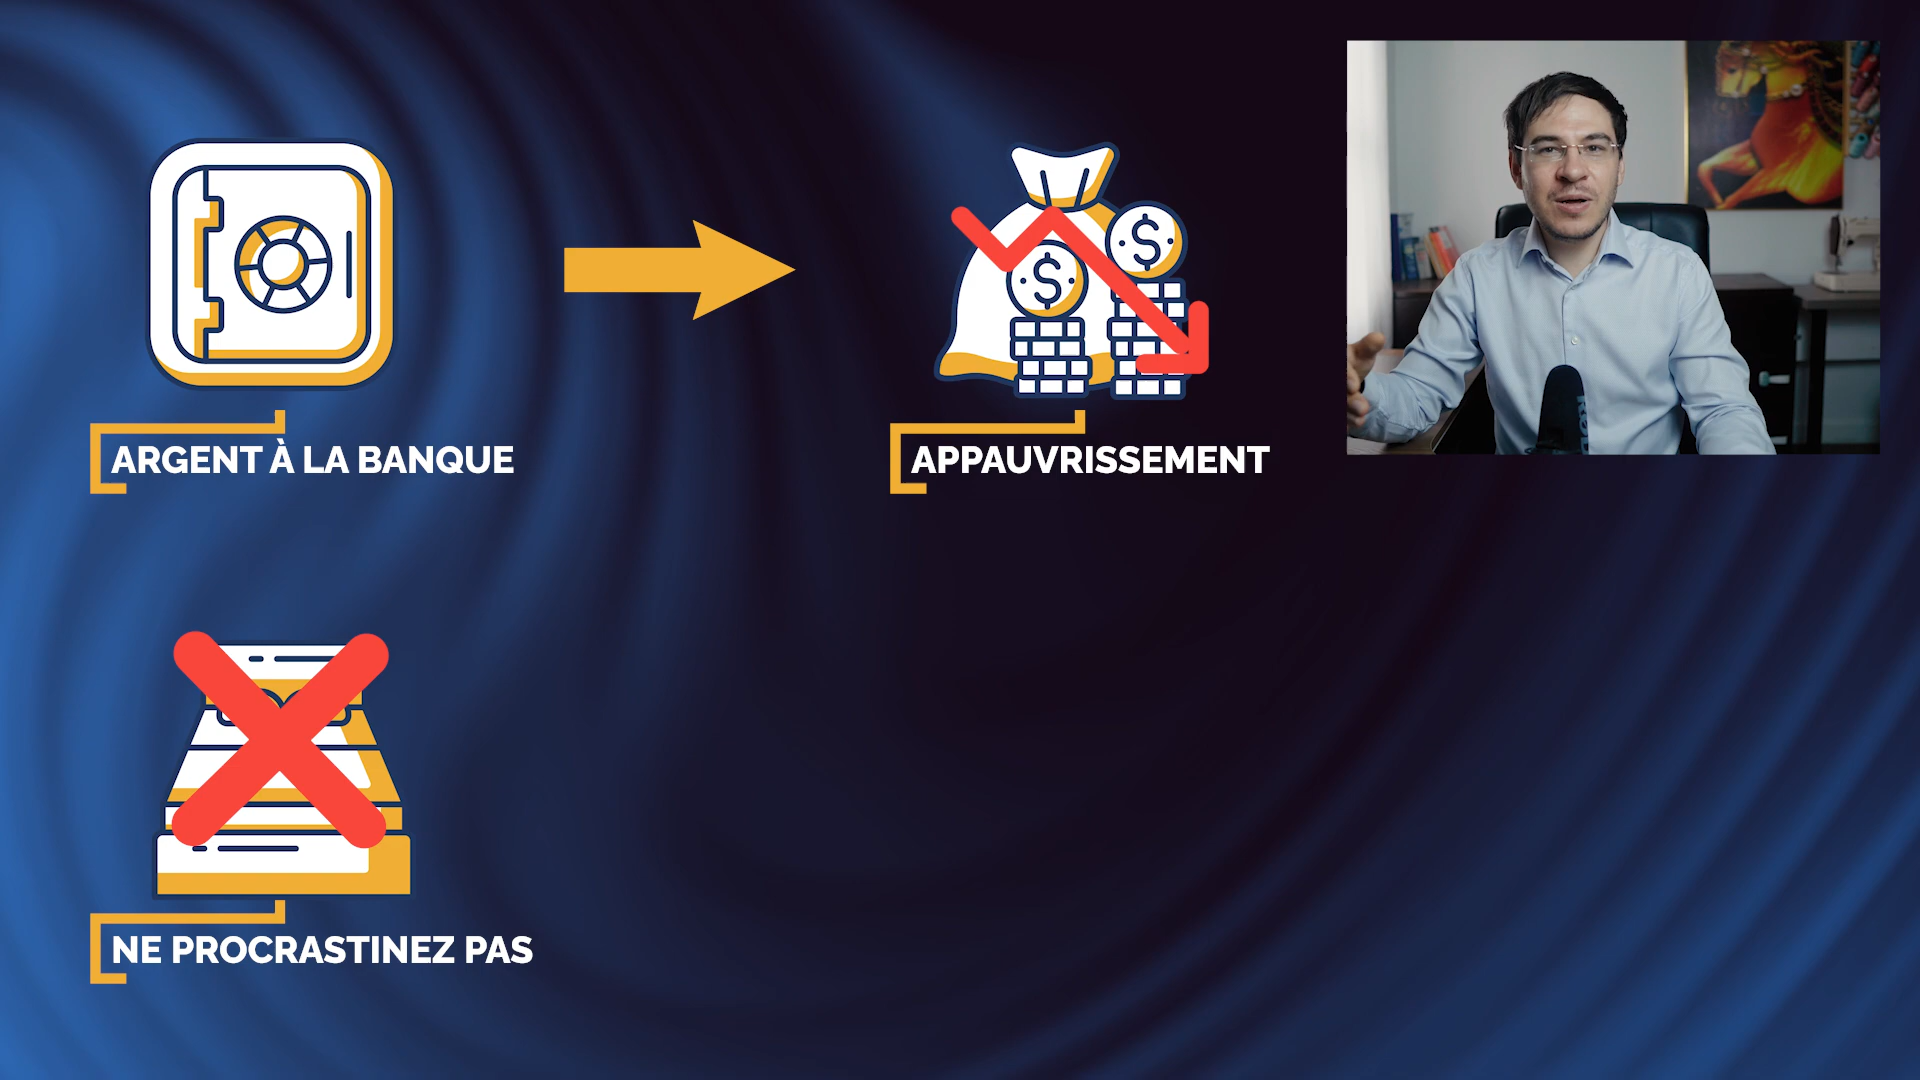 ARGENT À LA BANQUE
APPAUVRISSEMENT
NE PROCRASTINEZ PAS